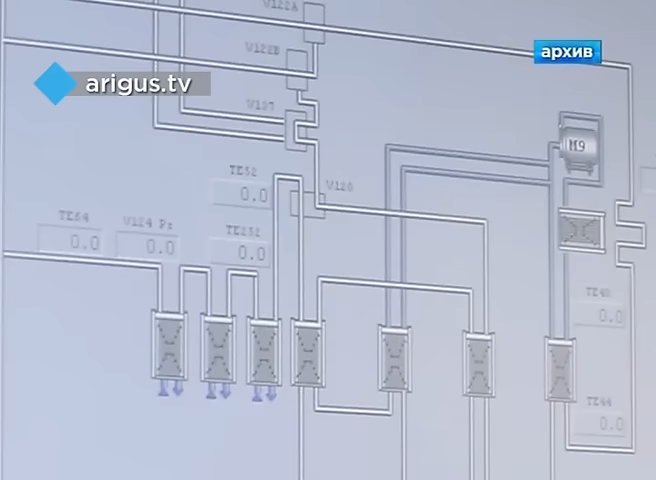 V122A
архив
V122B
arigus.tv
V107
M9
TE52
0.0
V120
TE64
V124 Pz
TE252
0.0
0.0
0.0
TE40
0.0
TE44
0.0